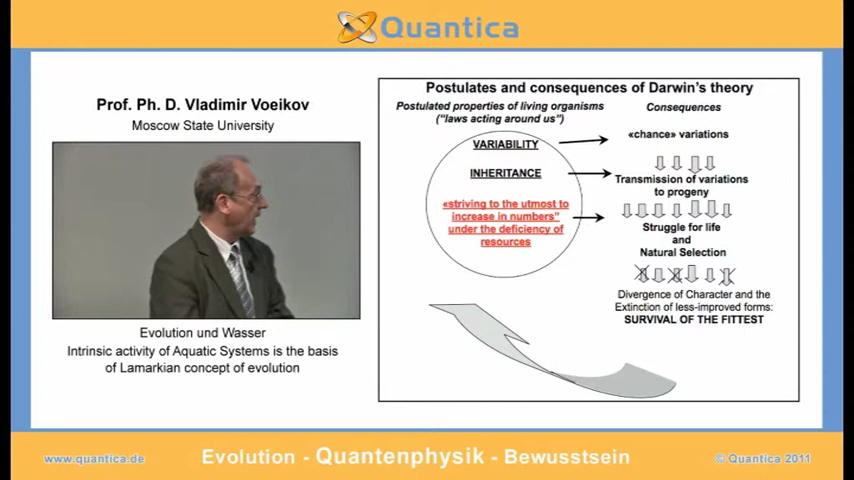 Quantica
Prof. Ph. D. Vladimir Voeikov
Moscow State University
Evolution und Wasser
Intrinsic activity of Aquatic Systems is the basis
of Lamarkian concept of evolution
Postulates and consequences of Darwin's theory
Postulated properties of living organisms
("laws acting around us")
Consequences
VARIABILITY
«chance» variations
INHERITANCE
Transmission of variations
to progeny
«striving to the utmost to
increase in numbers"
under the deficiency of
resources
Struggle for life
and
Natural Selection
Divergence of Character and the
Extinction of less-improved forms:
SURVIVAL OF THE FITTEST
www.quantica.de
Evolution - Quantenphysik - Bewusstsein
© Quantica 2011